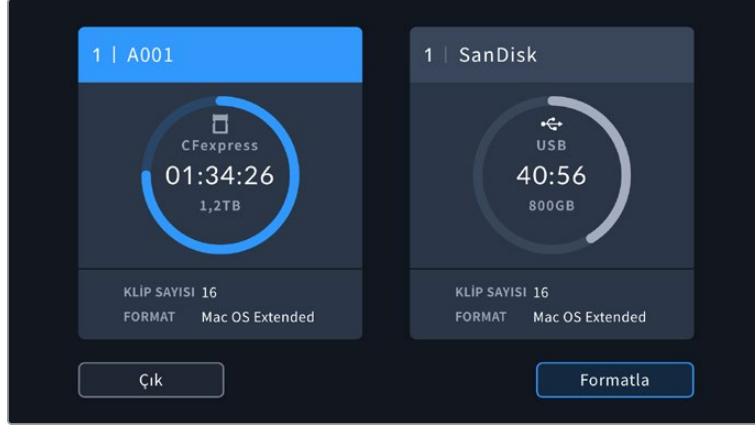 1 | A001
CFexpress
01:34:26
1,2TB
KLİP SAYISI 16
FORMAT Mac OS Extended
1 | SanDisk
USB
40:56
800GB
KLİP SAYISI 16
FORMAT Mac OS Extended
Çık
Formatla